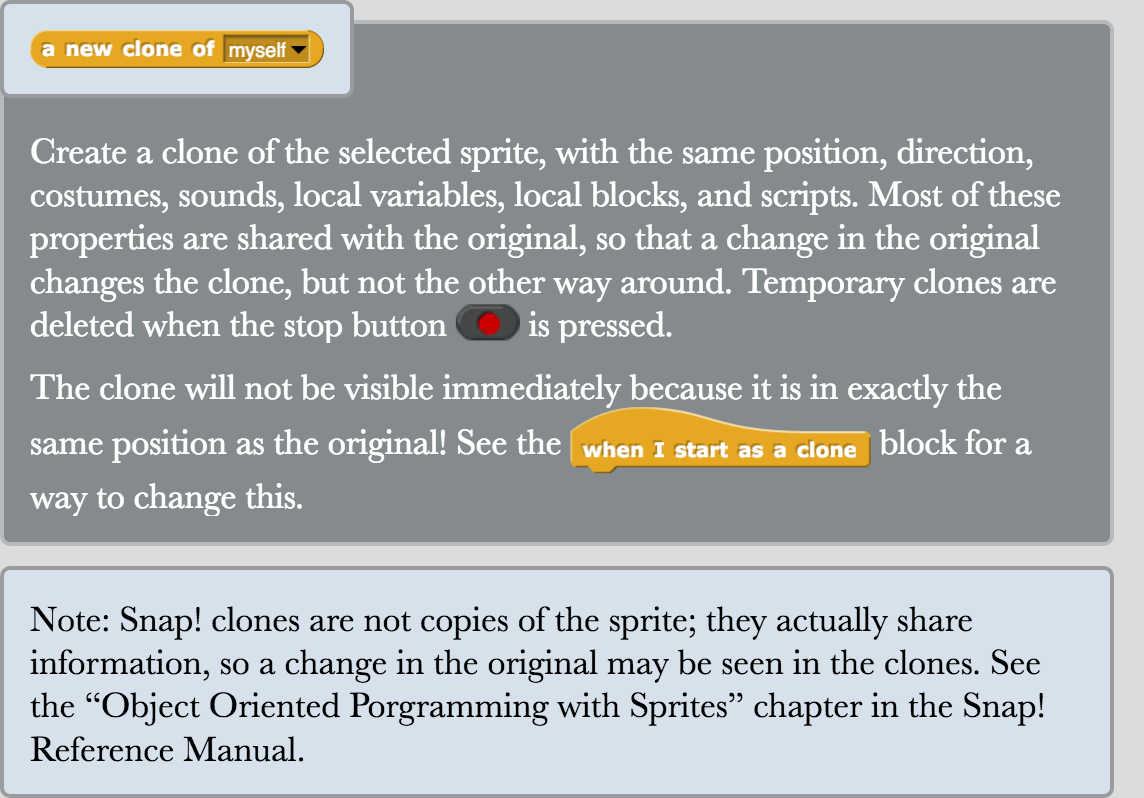 a new clone of myself
Create a clone of the selected sprite, with the same position, direction,
costumes, sounds, local variables, local blocks, and scripts. Most of these
properties are shared with the original, so that a change in the original
changes the clone, but not the other way around. Temporary clones are
deleted when the stop button is pressed.
The clone will not be visible immediately because it is in exactly the
same position as the original! See the when I start as a clone block for a
way to change this.
Note: Snap! clones are not copies of the sprite; they actually share
information, so a change in the original may be seen in the clones. See
the “Object Oriented Porgramming with Sprites” chapter in the Snap!
Reference Manual.